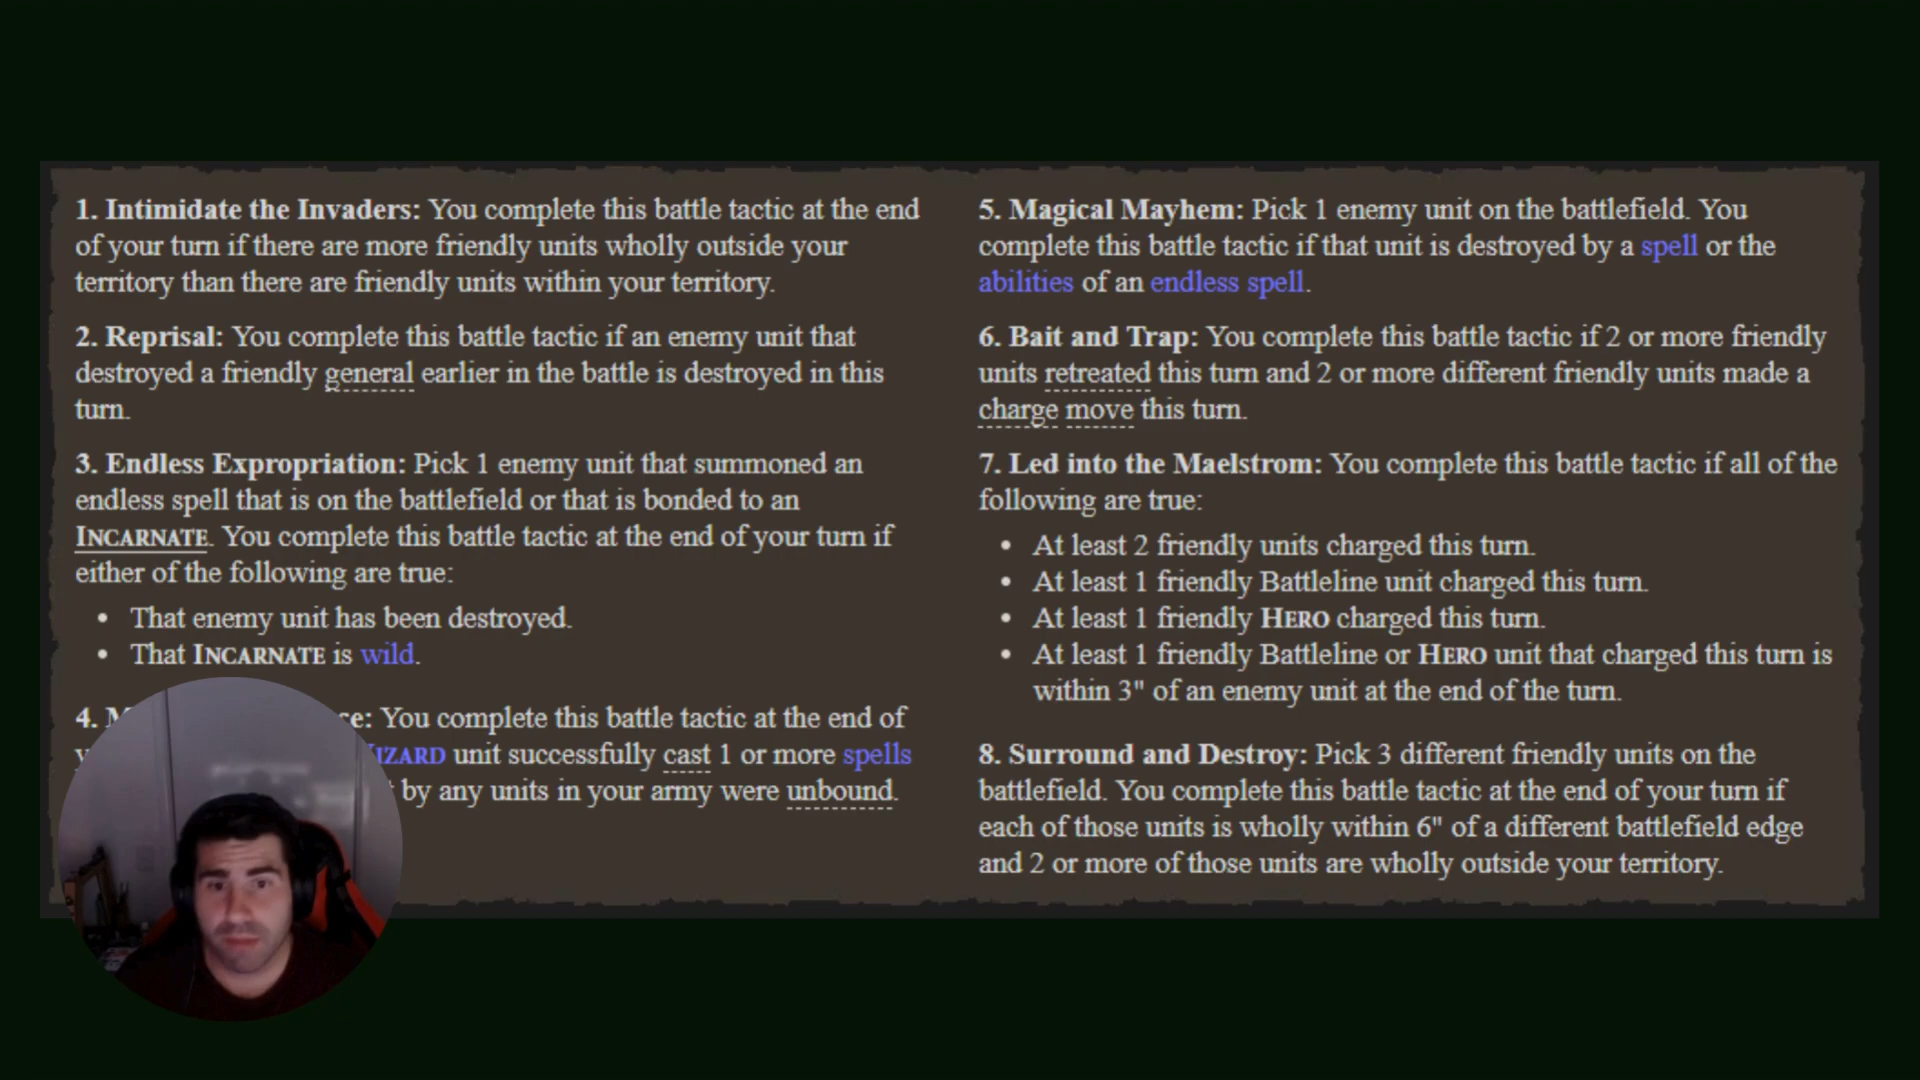 1. Intimidate the Invaders: You complete this battle tactic at the end
of your turn if there are more friendly units wholly outside your
territory than there are friendly units within your territory.
2. Reprisal: You complete this battle tactic if an enemy unit that
destroyed a friendly general earlier in the battle is destroyed in this
turn.
3. Endless Expropriation: Pick 1 enemy unit that summoned an
endless spell that is on the battlefield or that is bonded to an
INCARNATE. You complete this battle tactic at the end of your turn if
either of the following are true:
• That enemy unit has been destroyed.
• That INCARNATE is wild.
4. You complete this battle tactic at the end of
unit successfully cast 1 or more spells
by any units in your army were unbound.
5. Magical Mayhem: Pick 1 enemy unit on the battlefield. You
complete this battle tactic if that unit is destroyed by a spell or the
abilities of an endless spell.
6. Bait and Trap: You complete this battle tactic if 2 or more friendly
units retreated this turn and 2 or more different friendly units made a
charge move this turn.
7. Led into the Maelstrom: You complete this battle tactic if all of the
following are true:
• At least 2 friendly units charged this turn.
• At least 1 friendly Battleline unit charged this turn.
• At least 1 friendly HERO charged this turn.
• At least 1 friendly Battleline or HERO unit that charged this turn is
within 3" of an enemy unit at the end of the turn.
8. Surround and Destroy: Pick 3 different friendly units on the
battlefield. You complete this battle tactic at the end of your turn if
each of those units is wholly within 6" of a different battlefield edge
and 2 or more of those units are wholly outside your territory.